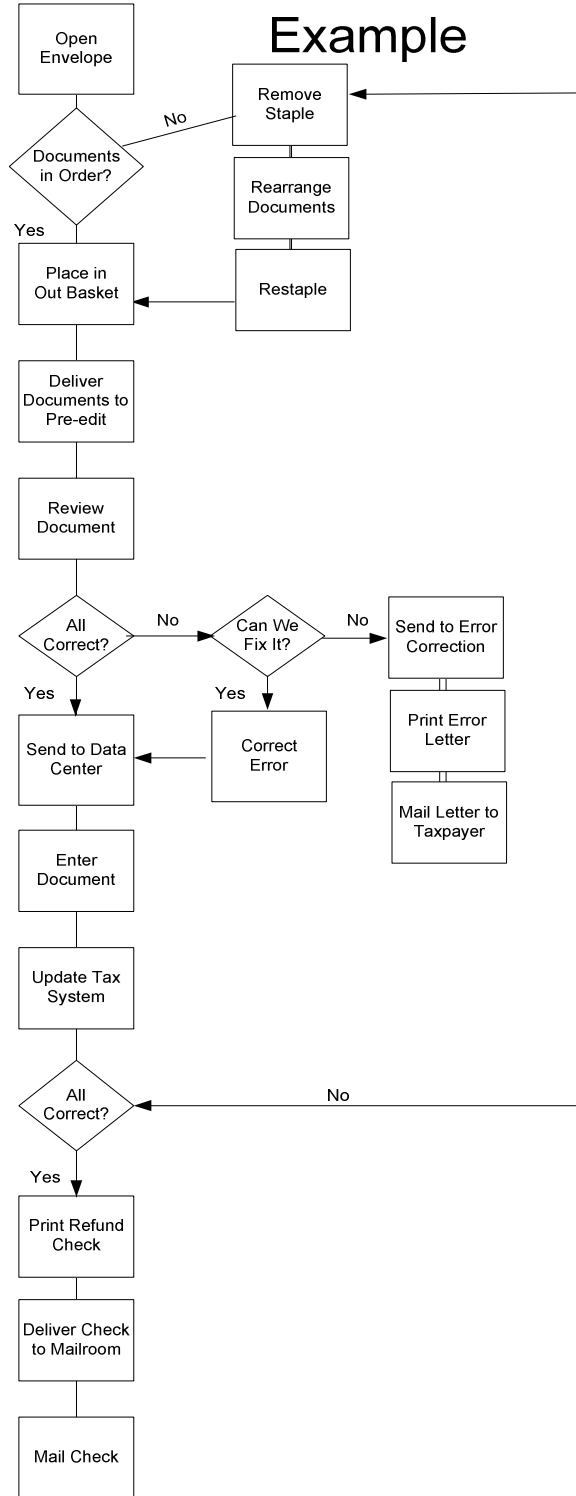 Example
Open
Envelope
Remove
Staple
No
Documents
in Order?
Rearrange
Documents
Yes
Place in
Out Basket
Restaple
Deliver
Documents to
Pre-edit
Review
Document
All
Correct?
No
Can We
Fix It?
No
Send to Error
Correction
Yes
Yes
Send to Data
Center
Correct
Error
Print Error
Letter
Mail Letter to
Taxpayer
Enter
Document
Update Tax
System
All
Correct?
No
Yes
Print Refund
Check
Deliver Check
to Mailroom
Mail Check